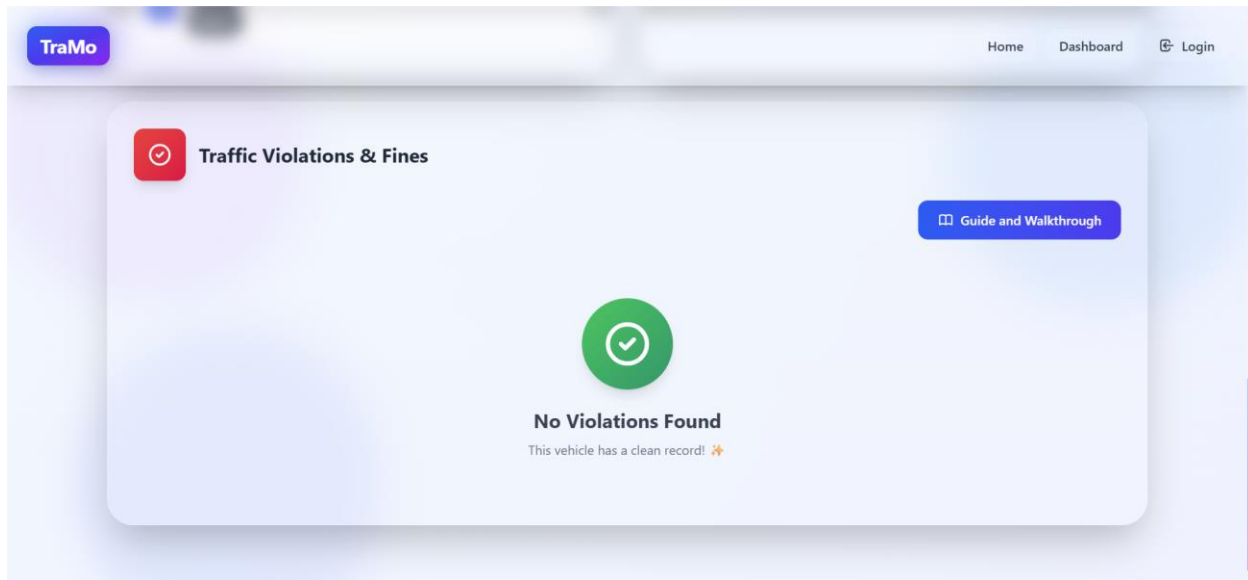 TraMo
Home Dashboard Login
Traffic Violations & Fines
Guide and Walkthrough
No Violations Found
This vehicle has a clean record! ✨